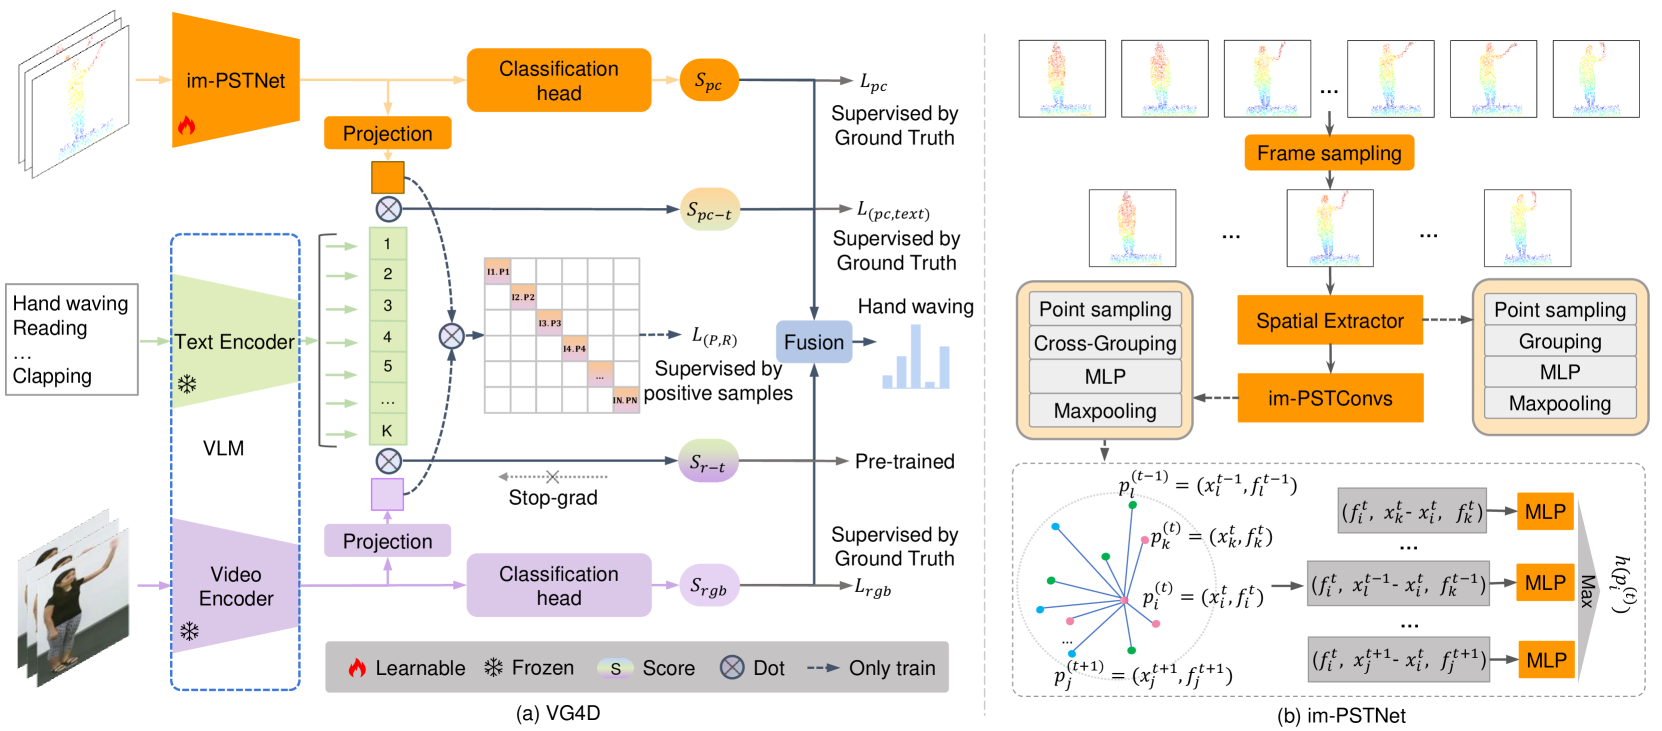 im-PSTNet
Classification
head
S_{pc}
L_{pc}
Supervised by
Ground Truth
Projection
S_{pc-t}
L_{(pc,text)}
Supervised by
Ground Truth
Hand waving
Reading
...
Clapping
Text Encoder
VLM
1
2
3
4
5
...
K
I1.P1
I2.P2
I3.P3
I4.P4
...
IN.PN
L_{(P,R)}
Supervised by
positive samples
Hand waving
Fusion
S_{r-t}
Pre-trained
Stop-grad
Projection
Video
Encoder
Classification
head
S_{rgb}
Supervised by
Ground Truth
L_{rgb}
Learnable
Frozen
S
Score
Dot
Only train
(a) VG4D
...
Frame sampling
...
...
Point sampling
Cross-Grouping
MLP
Maxpooling
Spatial Extractor
im-PSTConvs
Point sampling
Grouping
MLP
Maxpooling
p_l^{(t-1)} = (x_l^{t-1}, f_l^{t-1})
p_k^{(t)} = (x_k^t, f_k^t)
p_i^{(t)} = (x_i^t, f_i^t)
...
p_j^{(t+1)} = (x_j^{t+1}, f_j^{t+1})
(f_i^t, x_k^t- x_i^t, f_k^t)
MLP
...
(f_i^t, x_l^{t-1}- x_i^t, f_k^{t-1})
MLP
...
(f_i^t, x_j^{t+1}- x_i^t, f_j^{t+1})
MLP
Max
h(p_i^{(t)})
(b) im-PSTNet